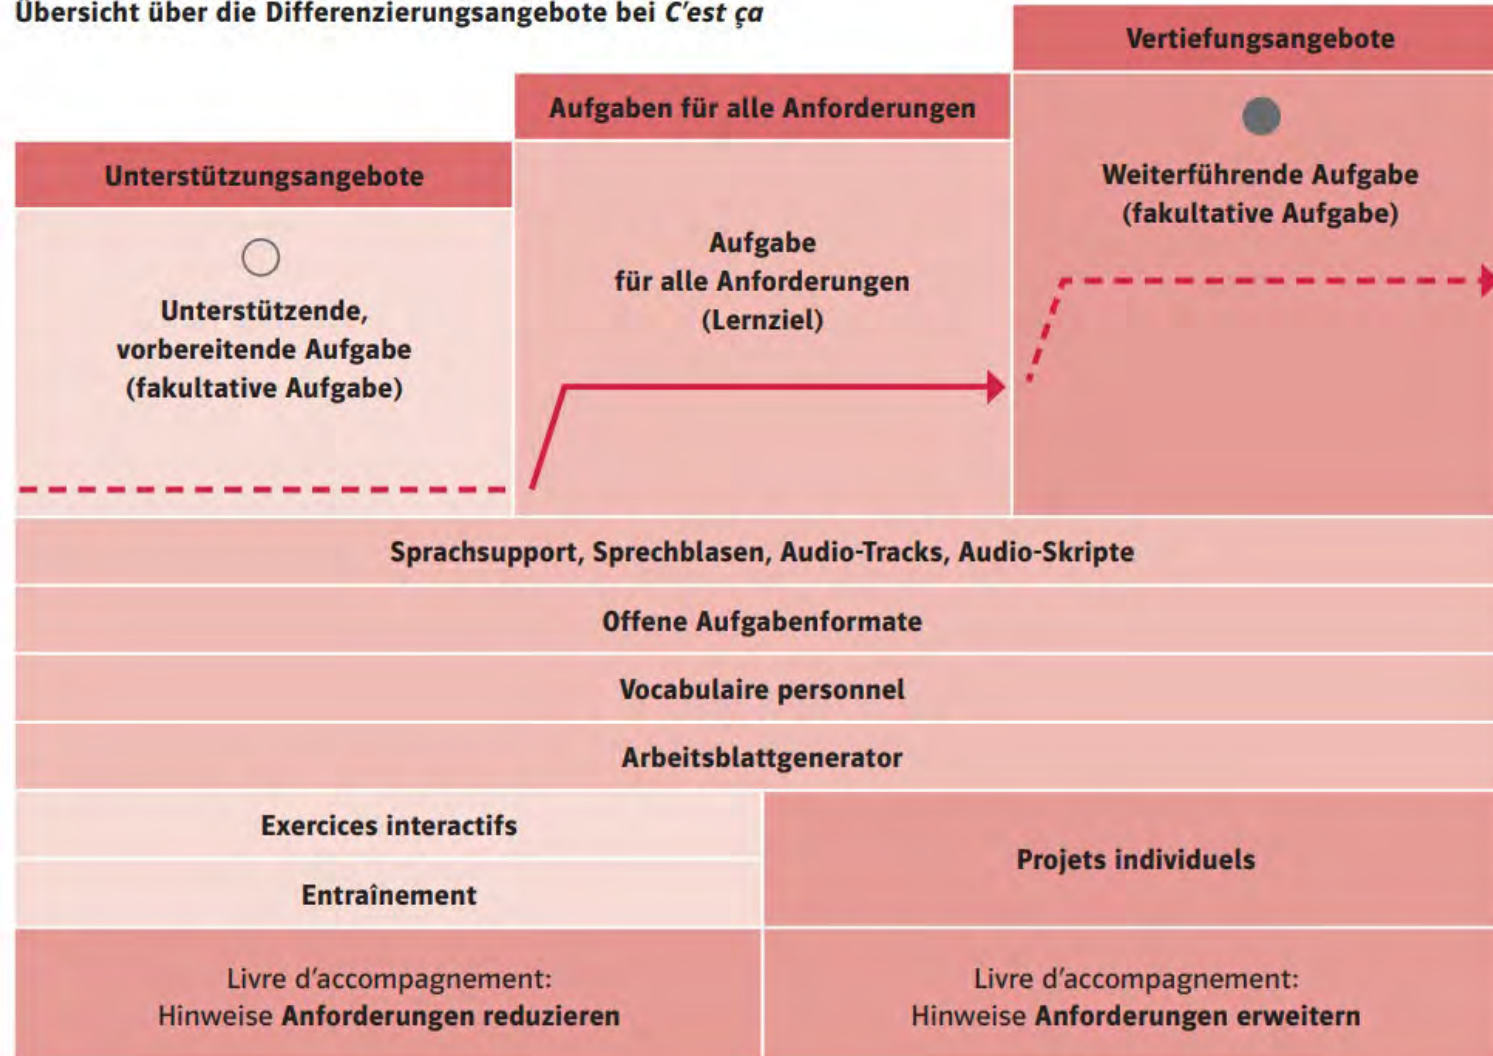 Übersicht über die Differenzierungsangebote bei C'est ça
Vertiefungsangebote
Aufgaben für alle Anforderungen
Unterstützungsangebote
Weiterführende Aufgabe
(fakultative Aufgabe)
Aufgabe
für alle Anforderungen
(Lernziel)
Unterstützende,
vorbereitende Aufgabe
(fakultative Aufgabe)
Sprachsupport, Sprechblasen, Audio-Tracks, Audio-Skripte
Offene Aufgabenformate
Vocabulaire personnel
Arbeitsblattgenerator
Exercices interactifs
Entraînement
Projets individuels
Livre d'accompagnement:
Hinweise Anforderungen reduzieren
Livre d'accompagnement:
Hinweise Anforderungen erweitern